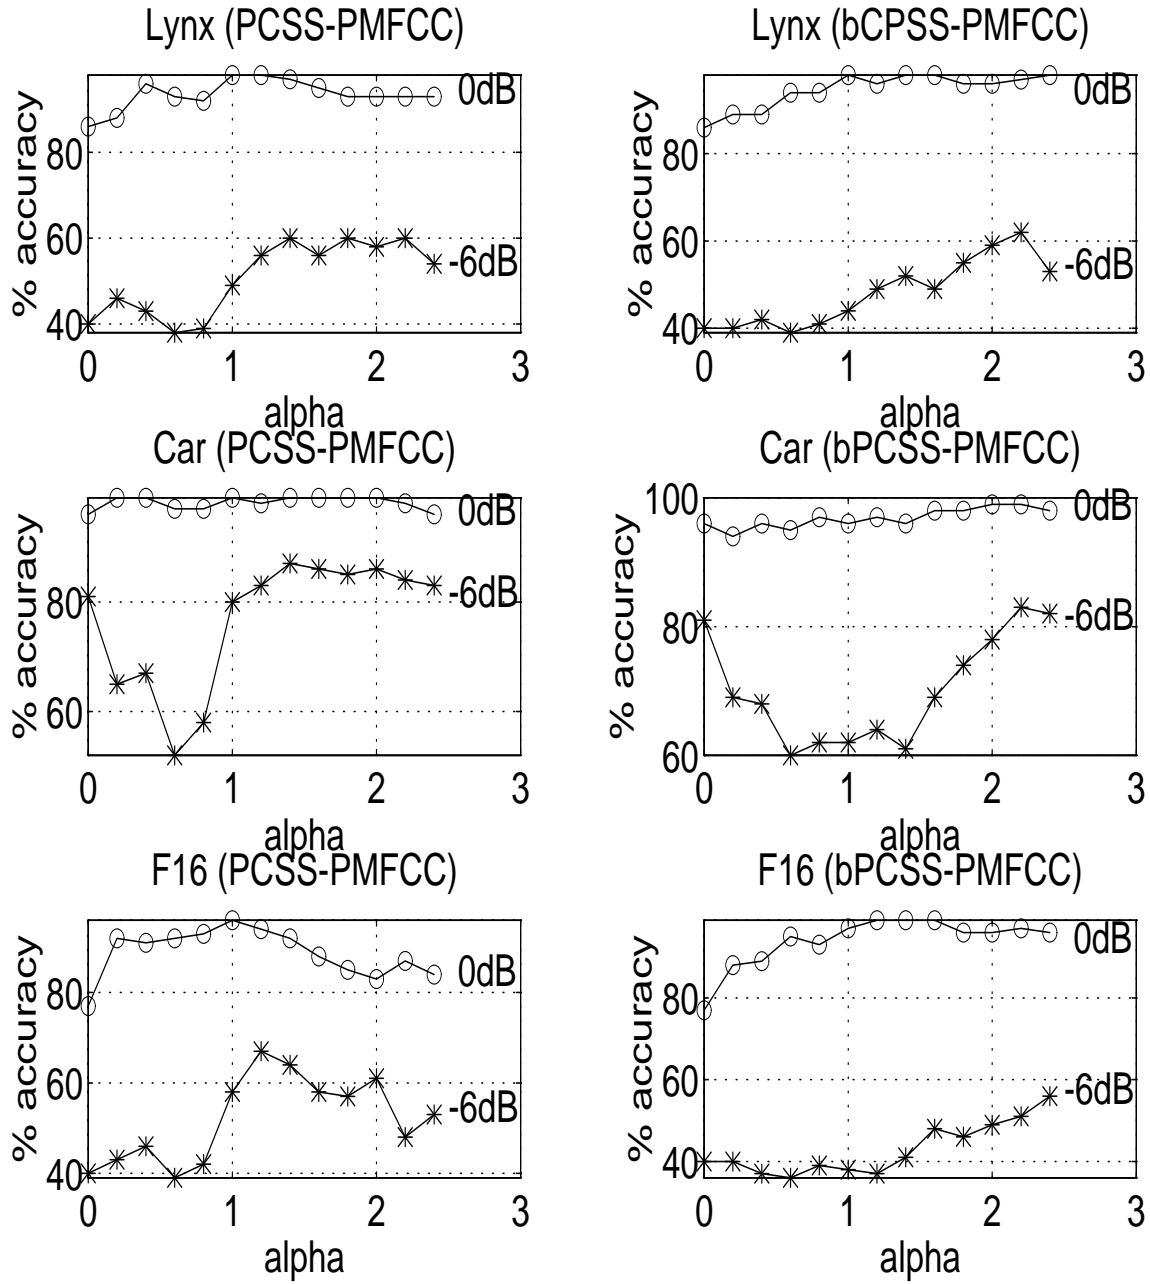 Lynx (PCSS-PMFCC)
% accuracy
80
60
40
0dB
-6dB
0 1 2 3
alpha
Lynx (bCPSS-PMFCC)
% accuracy
80
60
40
0dB
-6dB
0 1 2 3
alpha
Car (PCSS-PMFCC)
% accuracy
80
60
0dB
-6dB
0 1 2 3
alpha
Car (bPCSS-PMFCC)
% accuracy
100
80
60
0dB
-6dB
0 1 2 3
alpha
F16 (PCSS-PMFCC)
% accuracy
80
60
40
0dB
-6dB
0 1 2 3
alpha
F16 (bPCSS-PMFCC)
% accuracy
80
60
40
0dB
-6dB
0 1 2 3
alpha